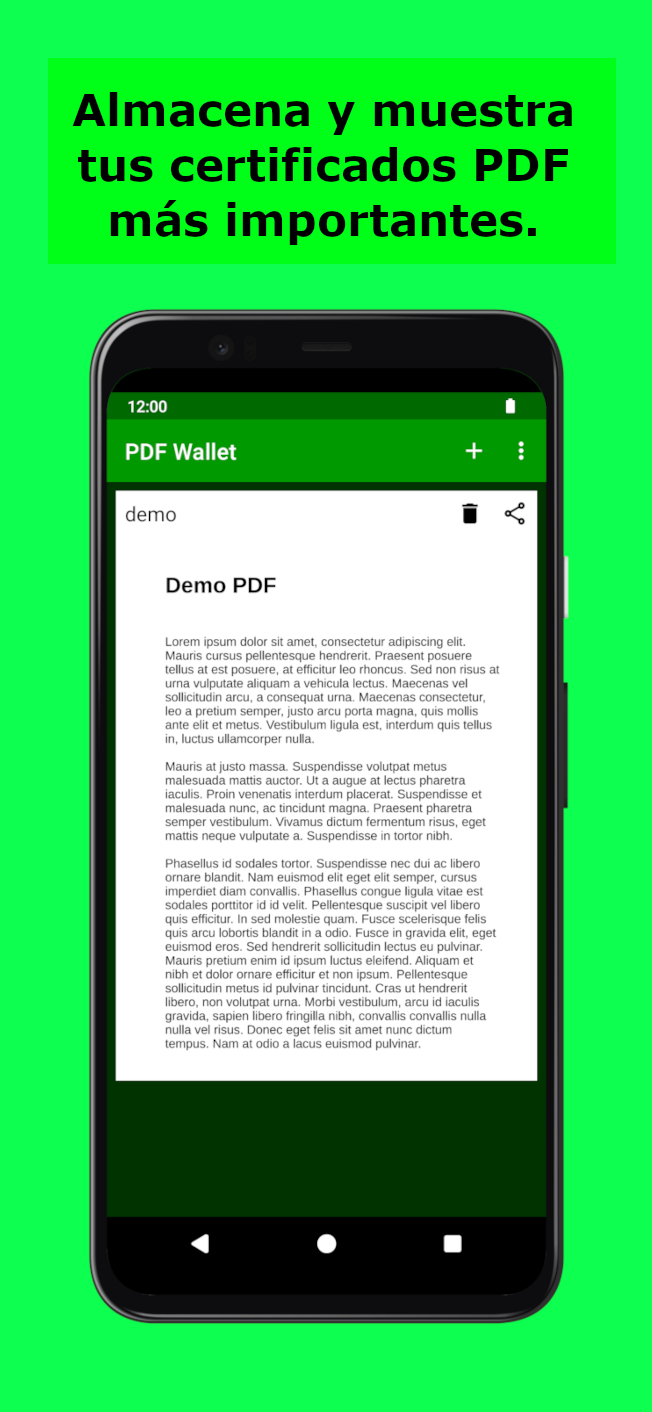 Almacena y muestra
tus certificados PDF
más importantes.
12:00
PDF Wallet
demo
Demo PDF
Lorem ipsum dolor sit amet, consectetur adipiscing elit.
Mauris cursus pellentesque hendrerit. Praesent posuere
tellus at est posuere, at efficitur leo rhoncus. Sed non risus at
urna vulputate aliquam a vehicula lectus. Maecenas vel
sollicitudin arcu, a consequat urna. Maecenas consectetur,
leo a pretium semper, justo arcu porta magna, quis mollis
ante elit et metus. Vestibulum ligula est, interdum quis tellus
in, luctus ullamcorper nulla.
Mauris at justo massa. Suspendisse volutpat metus
malesuada mattis auctor. Ut a augue at lectus pharetra
iaculis. Proin venenatis interdum placerat. Suspendisse et
malesuada nunc, ac tincidunt magna. Praesent pharetra
semper vestibulum. Vivamus dictum fermentum risus, eget
mattis neque vulputate a. Suspendisse in tortor nibh.
Phasellus id sodales tortor. Suspendisse nec dui ac libero
ornare blandit. Nam euismod elit eget elit semper, cursus
imperdiet diam convallis. Phasellus congue ligula vitae est
sodales porttitor id id velit. Pellentesque suscipit vel libero
quis efficitur. In sed molestie quam. Fusce scelerisque felis
quis arcu lobortis blandit in a odio. Fusce in gravida elit, eget
euismod eros. Sed hendrerit sollicitudin lectus eu pulvinar.
Mauris pretium enim id ipsum luctus eleifend. Aliquam et
nibh et dolor ornare efficitur et non ipsum. Pellentesque
sollicitudin metus id pulvinar tincidunt. Cras ut hendrerit
libero, non volutpat urna. Morbi vestibulum, arcu id iaculis
gravida, sapien libero fringilla nibh, convallis convallis nulla
nulla vel risus. Donec eget felis sit amet nunc dictum
tempus. Nam at odio a lacus euismod pulvinar.